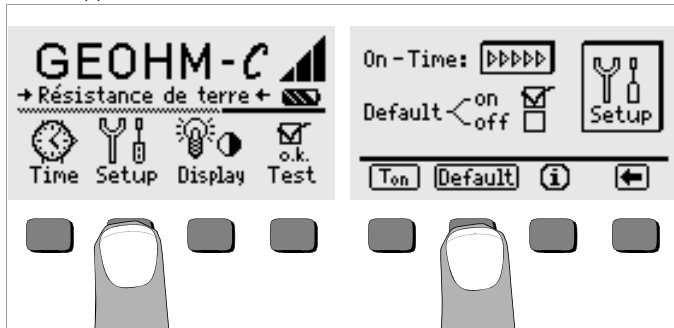 GEOHM-C
→ Résistance de terre ←
Time Setup Display o.k. Test
On-Time: ▷▷▷▷▷
Default on
off
Setup
Ton Default i ←